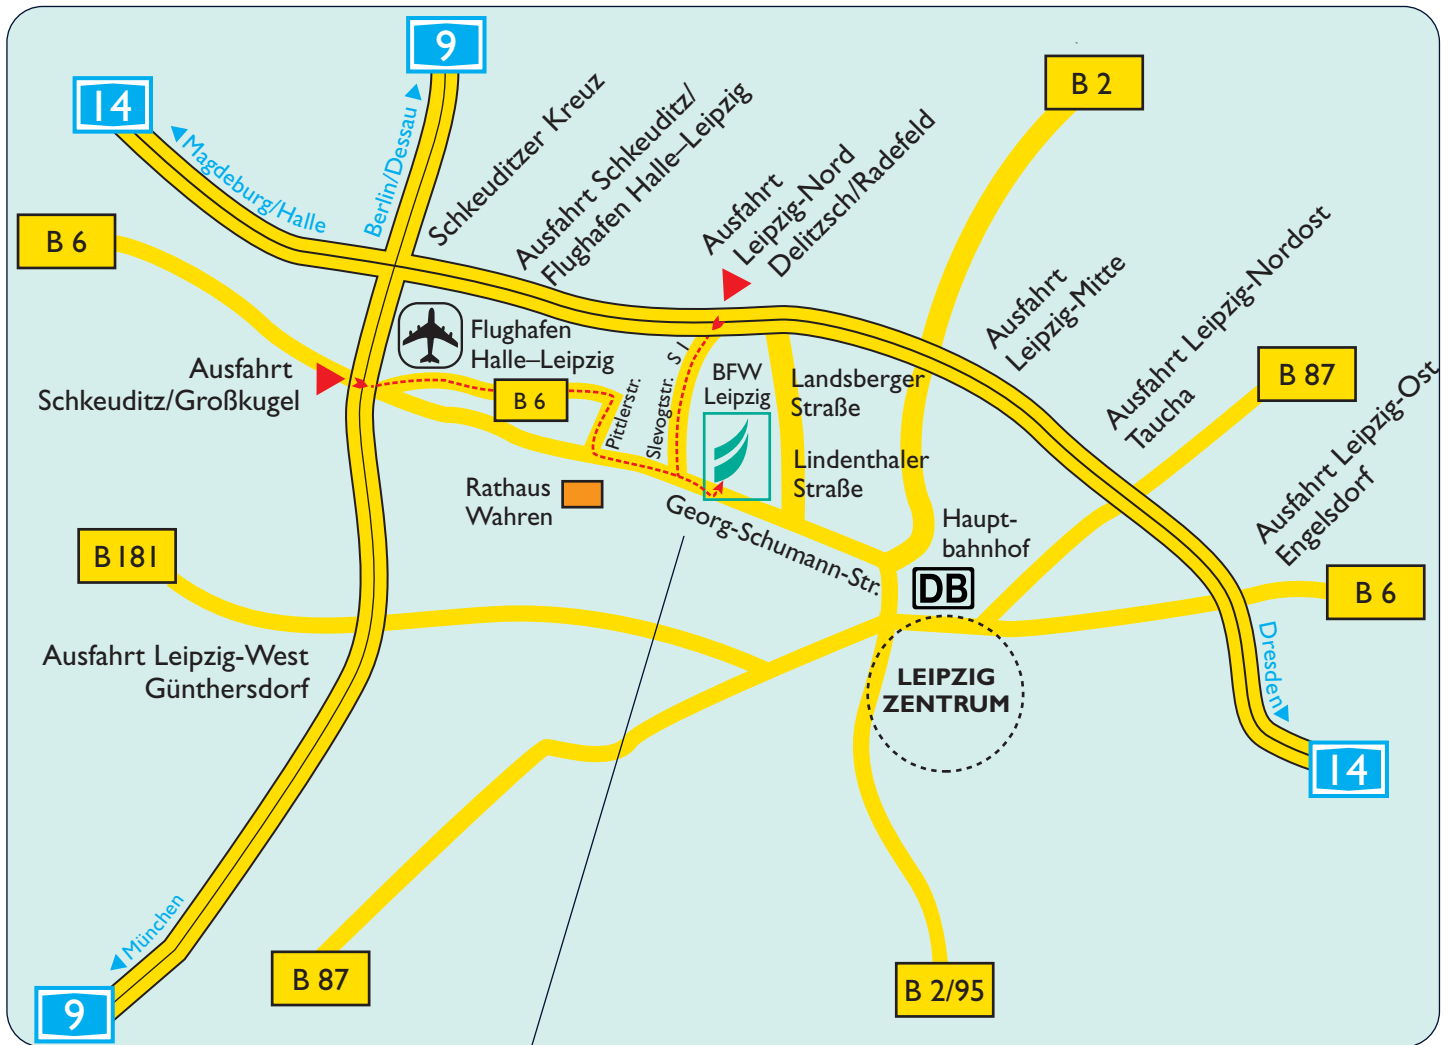 9
14
B 2
Magdeburg/Halle
Berlin/Dessau
Schkeuditzer Kreuz
Ausfahrt Schkeuditz/
Flughafen Halle–Leipzig
Ausfahrt
Leipzig-Nord
Delitzsch/Radefeld
B 6
Ausfahrt
Leipzig-Mitte
Ausfahrt Leipzig-Nordost
Taucha
B 87
Ausfahrt Leipzig-Ost
Engelsdorf
Flughafen
Halle–Leipzig
Ausfahrt
Schkeuditz/Großkugel
B 6
Pittlerstr.
Slevogtstr.
S 1
BFW
Leipzig
Landsberger
Straße
Lindenthaler
Straße
Rathaus
Wahren
Georg-Schumann-Str.
Haupt-
bahnhof
DB
B 181
B 6
Ausfahrt Leipzig-West
Günthersdorf
LEIPZIG
ZENTRUM
Dresden
14
München
9
B 87
B 2/95